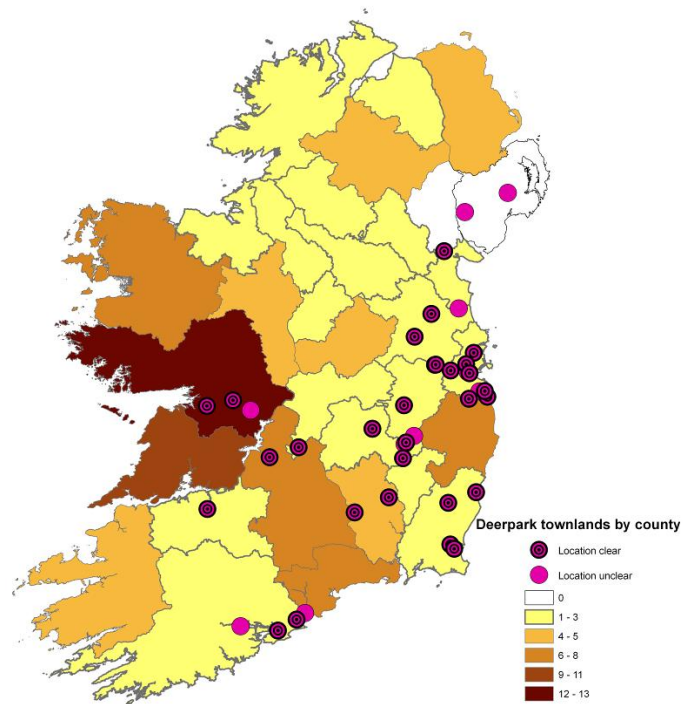 Deerpark townlands by county
Location clear
Location unclear
0
1 - 3
4 - 5
6 - 8
9 - 11
12 - 13